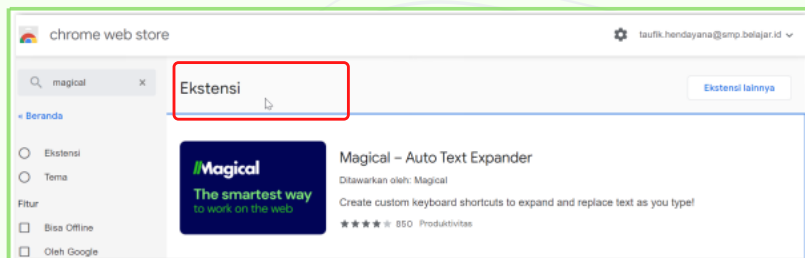 chrome web store
taufik.hendayana@smp.belajar.id
magical ×
« Beranda
Ekstensi
Tema
Fitur
Bisa Offline
Oleh Google
Ekstensi
Ekstensi lainnya
//Magical
The smartest way
to work on the web
Magical – Auto Text Expander
Ditawarkan oleh: Magical
Create custom keyboard shortcuts to expand and replace text as you type!
850 Produktivitas